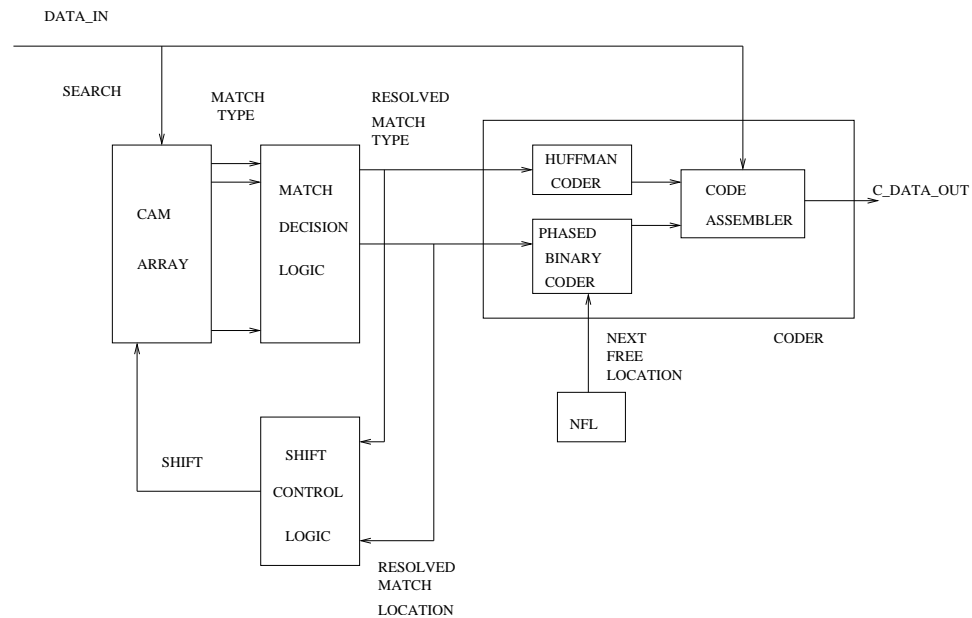 DATA_IN
SEARCH
MATCH
TYPE
RESOLVED
MATCH
TYPE
CAM
ARRAY
MATCH
DECISION
LOGIC
HUFFMAN
CODER
PHASED
BINARY
CODER
CODE
ASSEMBLER
C_DATA_OUT
NEXT
FREE
LOCATION
CODER
NFL
SHIFT
SHIFT
CONTROL
LOGIC
RESOLVED
MATCH
LOCATION